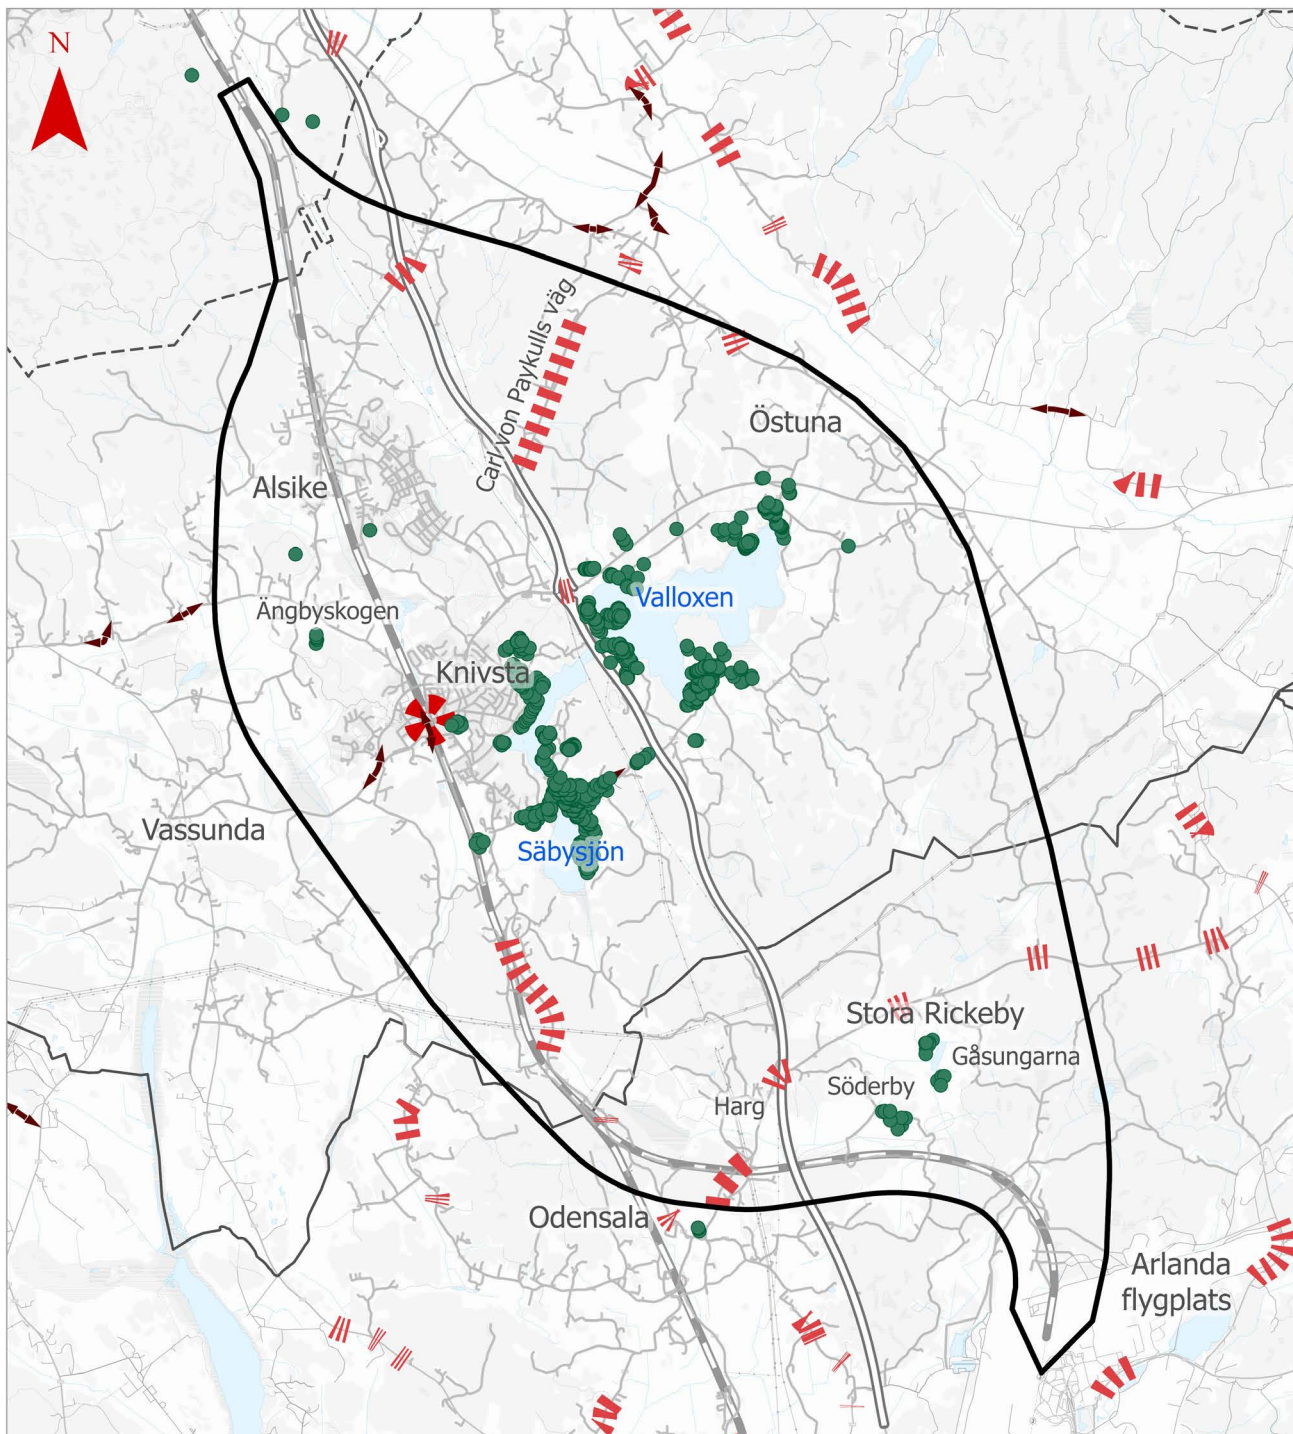 N
Carl von Paykulls väg
Östuna
Alsike
Valloxen
Ängbyskogen
Knivsta
Vassunda
Säbysjön
Stora Rickeby
Gåsungarna
Söderby
Harg
Odensala
Arlanda
flygplats